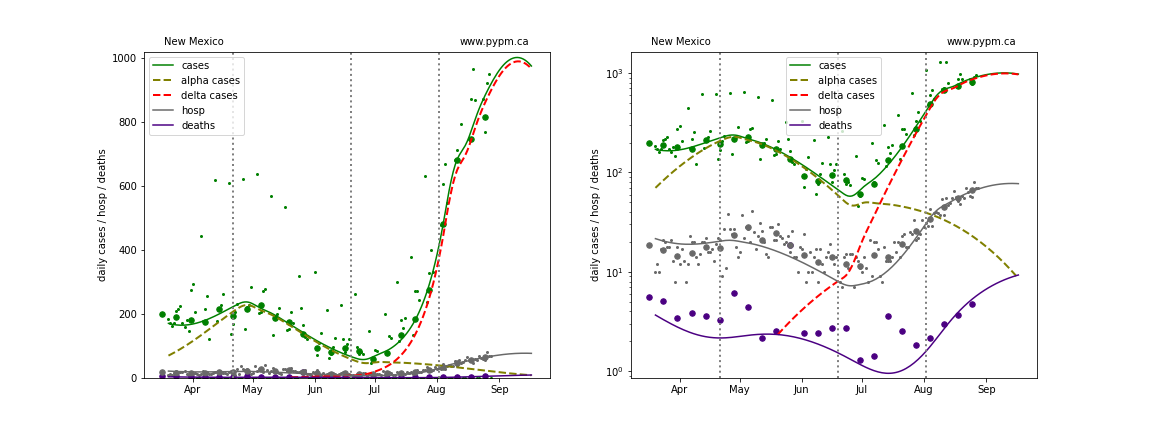 New Mexico www.pypm.ca
cases
alpha cases
delta cases
hosp
deaths
daily cases / hosp / deaths
1000
800
600
400
200
0
Apr May Jun Jul Aug Sep
New Mexico www.pypm.ca
cases
alpha cases
delta cases
hosp
deaths
daily cases / hosp / deaths
10³
10²
10¹
10⁰
Apr May Jun Jul Aug Sep